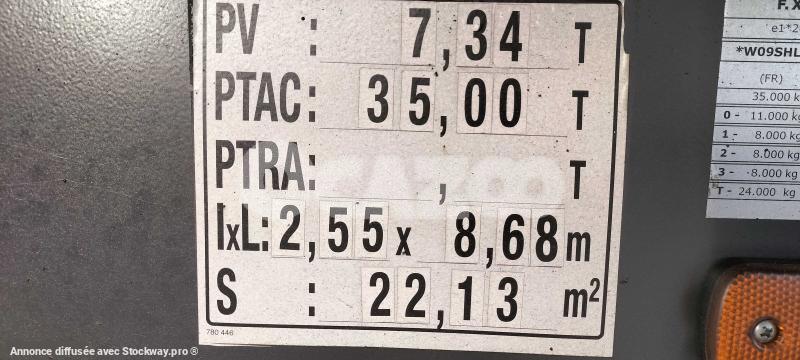 PV : 7,34 T
PTAC: 35,00 T
PTRA: , T
IxL: 2,55 x 8,68 m
S : 22,13 m²
780 446
F.X
e1*2
*W09SHL
(FR)
35.000 k
0 - 11.000 kg
1 - 8.000 kg
2 - 8.000 kg
3 - 8.000 kg
T - 24.000 kg
Annonce diffusée avec Stockway.pro ®